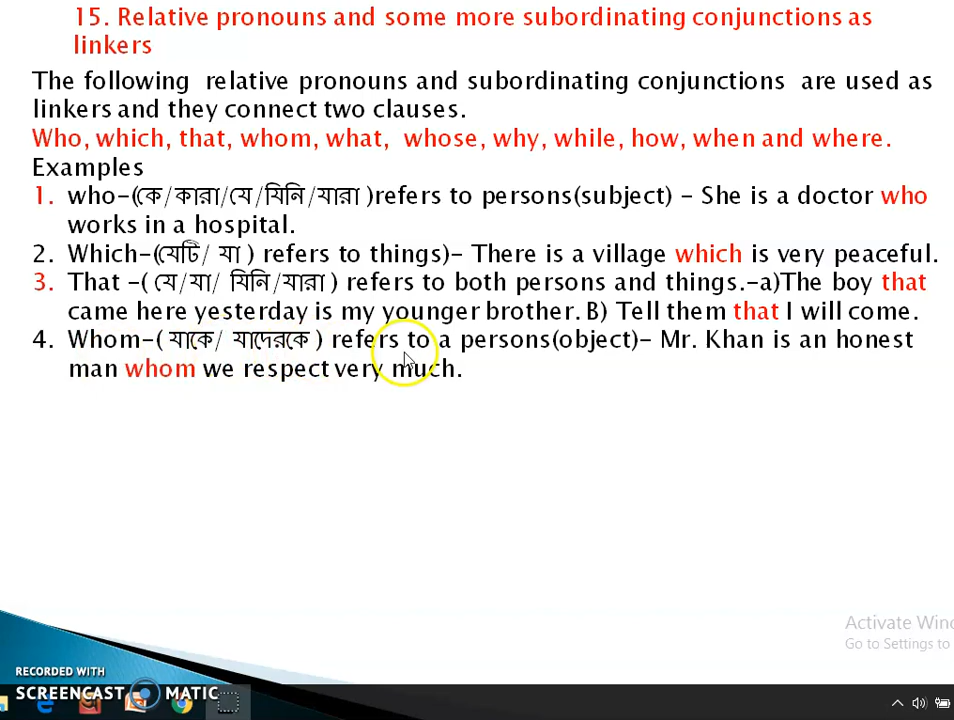 15. Relative pronouns and some more subordinating conjunctions as
linkers
The following relative pronouns and subordinating conjunctions are used as
linkers and they connect two clauses.
Who, which, that, whom, what, whose, why, while, how, when and where.
Examples
1. who-(কে/কারা/যে/যিনি/যারা )refers to persons(subject) – She is a doctor who
works in a hospital.
2. Which-(যেটি/ যা ) refers to things)- There is a village which is very peaceful.
3. That -( যে/যা/ যিনি/যারা ) refers to both persons and things.-a)The boy that
came here yesterday is my younger brother. B) Tell them that I will come.
4. Whom-( যাকে/ যাদেরকে ) refers to a persons(object)- Mr. Khan is an honest
man whom we respect very much.
Activate Win
Go to Settings to
RECORDED WITH
SCREENCAST MATIC